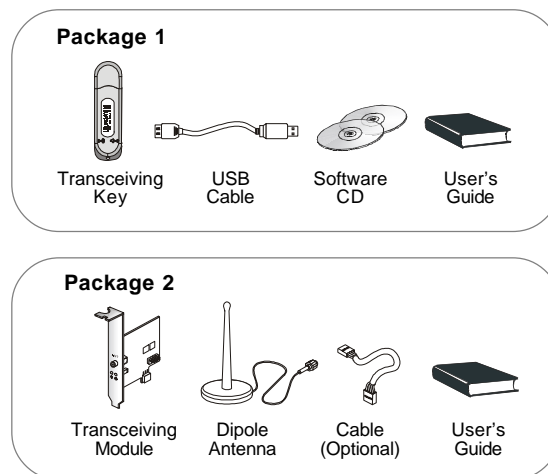 Package 1
Transceiving Key
USB Cable
Software CD
User's Guide
Package 2
Transceiving Module
Dipole Antenna
Cable (Optional)
User's Guide